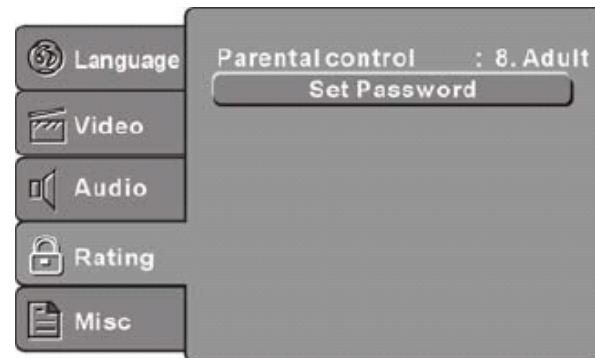 Language
Video
Audio
Rating
Misc
Parental control : 8. Adult
Set Password